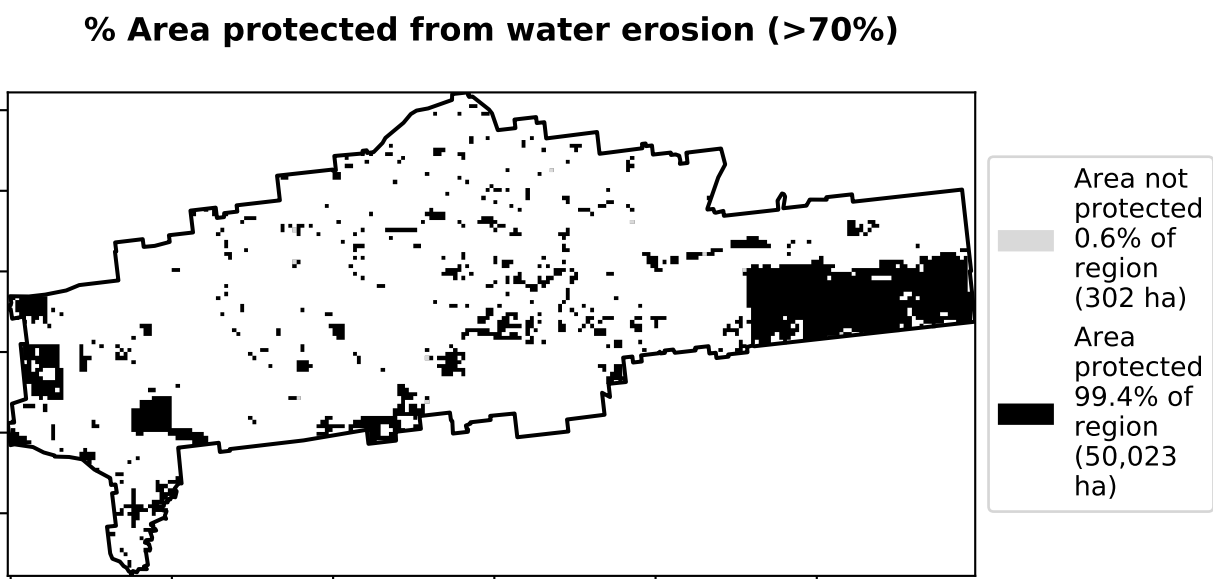 % Area protected from water erosion (>70%)
Area not
protected
0.6% of
region
(302 ha)
Area
protected
99.4% of
region
(50,023
ha)